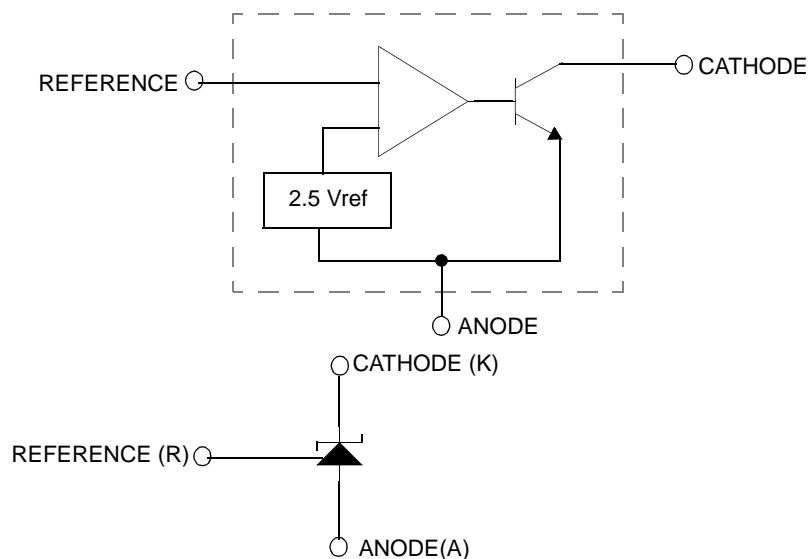 REFERENCE
CATHODE
2.5 Vref
ANODE
CATHODE (K)
REFERENCE (R)
ANODE(A)